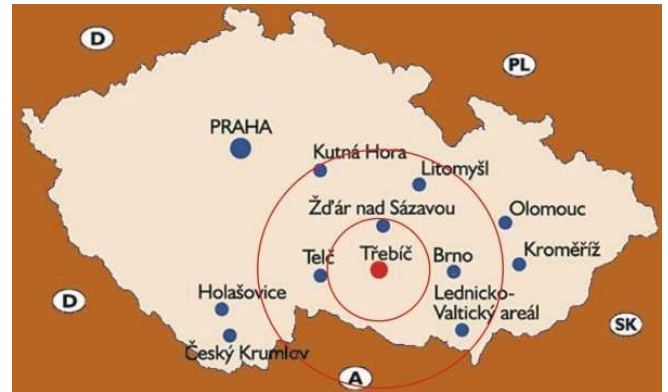 D
PL
PRAHA
Kutná Hora
Litomyšl
Žďár nad Sázavou
Olomouc
Telč
Třebíč
Brno
Kroměříž
D
Holašovice
Lednicko-
Valtický areál
SK
Český Krumlov
A